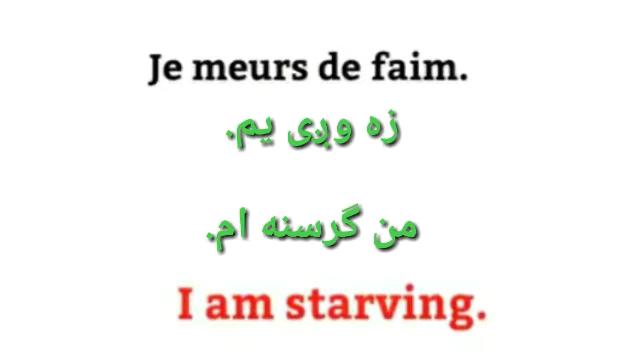 Je meurs de faim.
زه وږی یم.
من گرسنه ام.
I am starving.